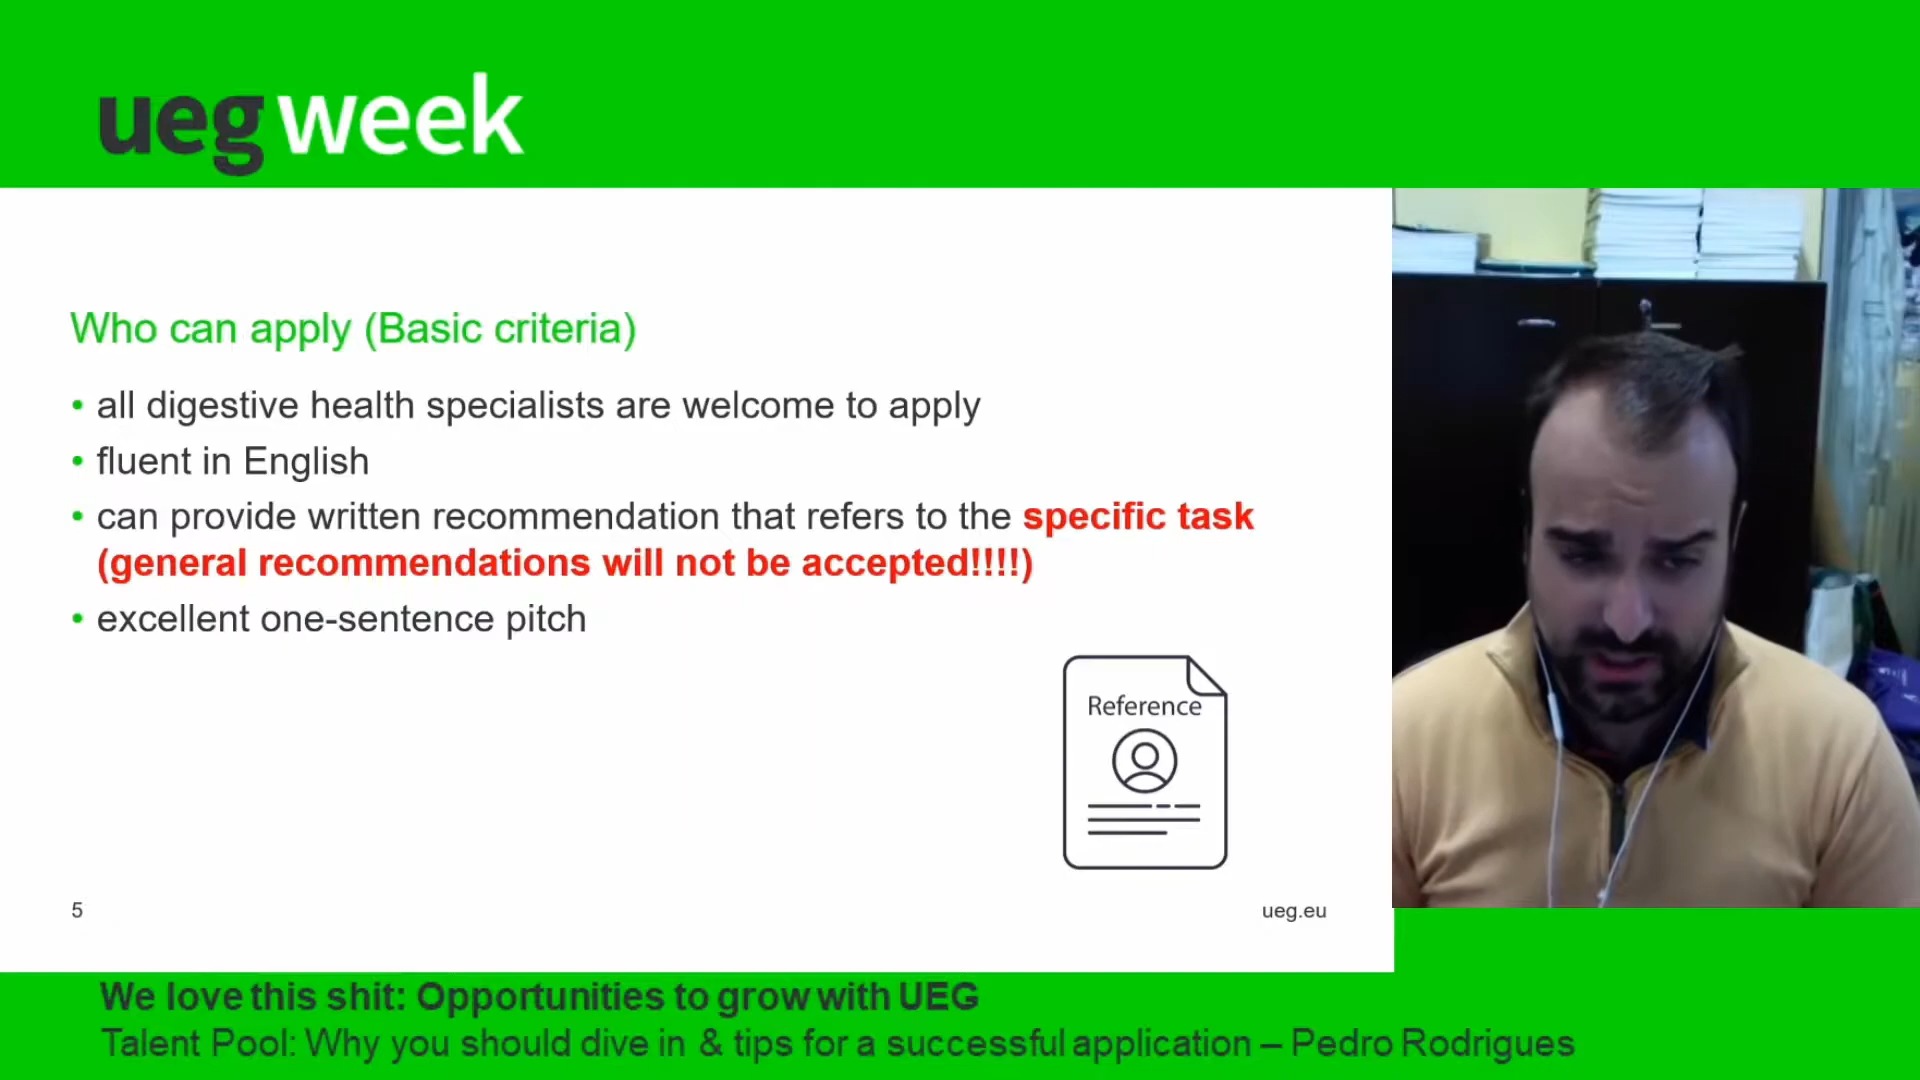 ueg week
Who can apply (Basic criteria)
• all digestive health specialists are welcome to apply
• fluent in English
• can provide written recommendation that refers to the specific task
(general recommendations will not be accepted!!!!)
• excellent one-sentence pitch
Reference
5
ueg.eu
We love this shit: Opportunities to grow with UEG
Talent Pool: Why you should dive in & tips for a successful application – Pedro Rodrigues